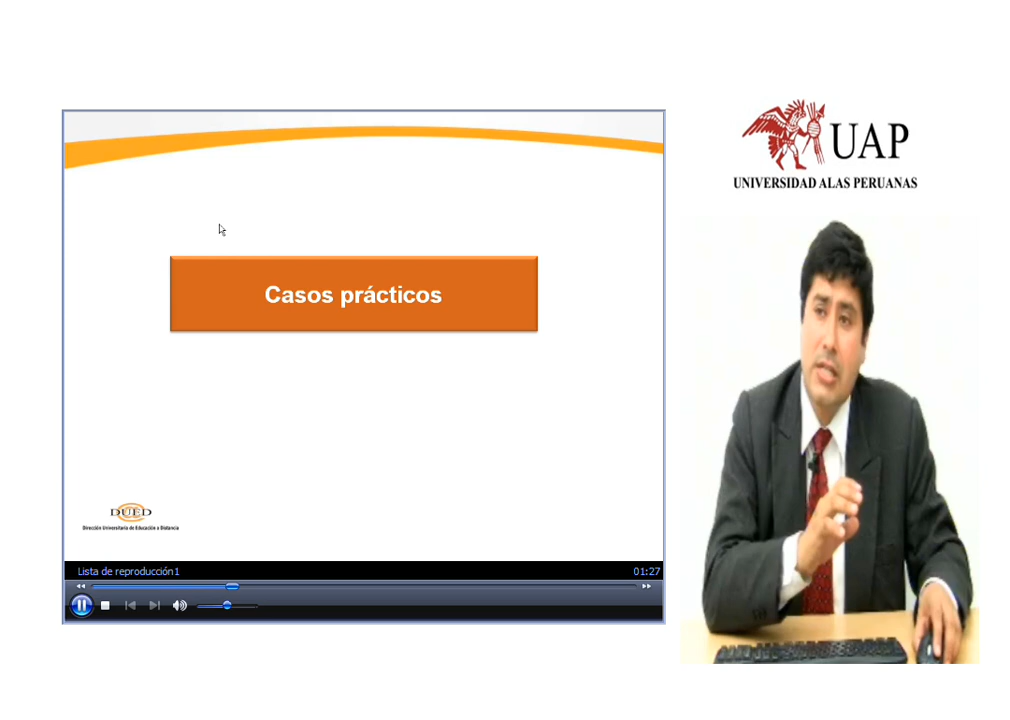 UAP
UNIVERSIDAD ALAS PERUANAS
Casos prácticos
DUED
Dirección Universitaria de Educación a Distancia
Lista de reproducción1
01:27